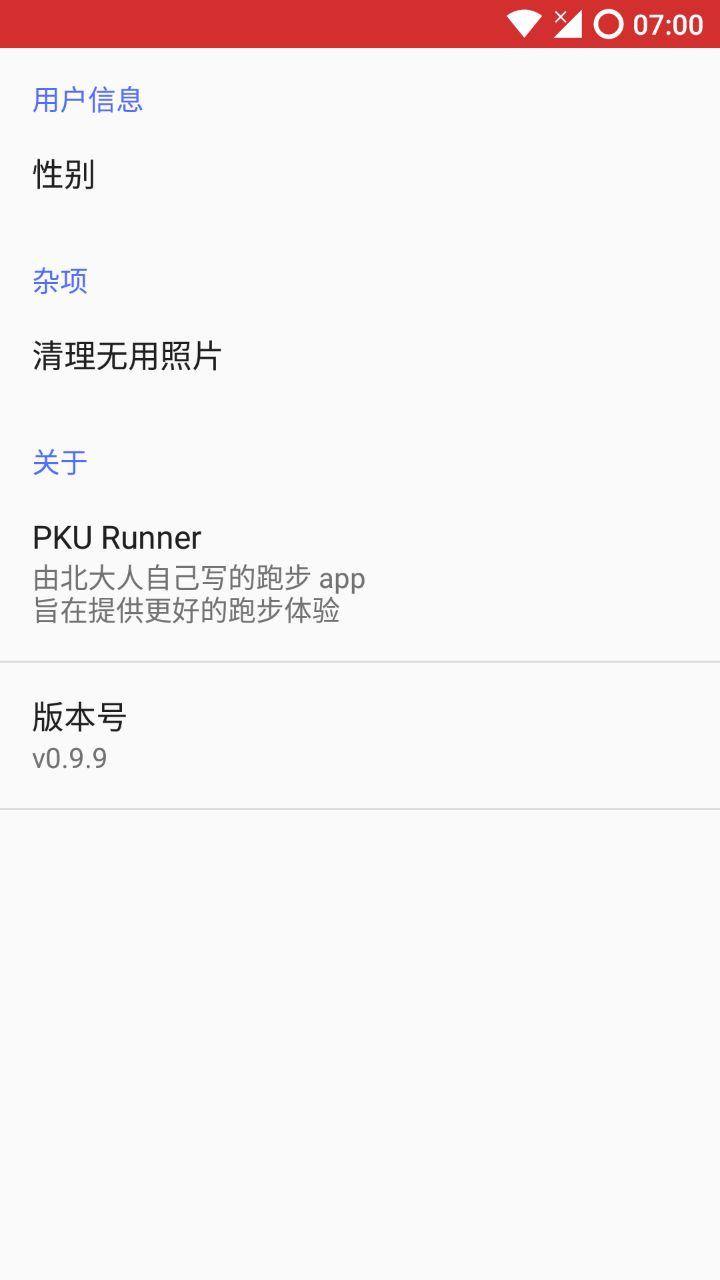 07:00
用户信息
性别
杂项
清理无用照片
关于
PKU Runner
由北大人自己写的跑步 app
旨在提供更好的跑步体验
版本号
v0.9.9